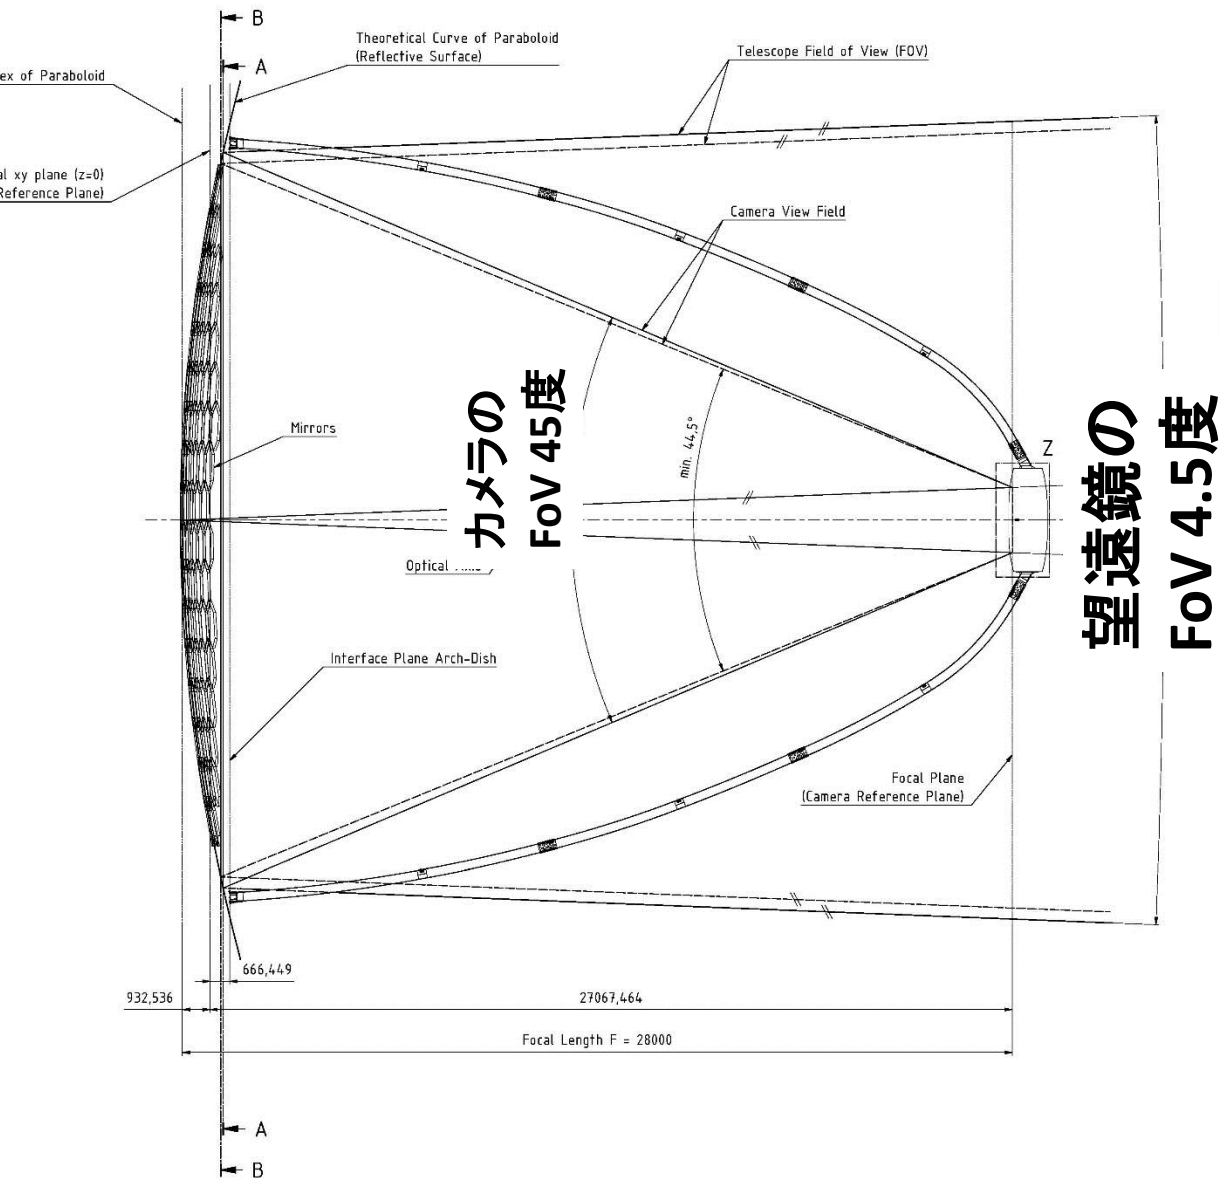 B
A
Theoretical Curve of Paraboloid
(Reflective Surface)
Telescope Field of View (FOV)
ex of Paraboloid
al xy plane (z=0)
Reference Plane)
Camera View Field
カメラの
FoV 45度
min. 44,5°
Mirrors
Z
望遠鏡の
FoV 4.5度
Optical
Interface Plane Arch-Dish
Focal Plane
(Camera Reference Plane)
666,449
932,536
27067,464
Focal Length F = 28000
A
B